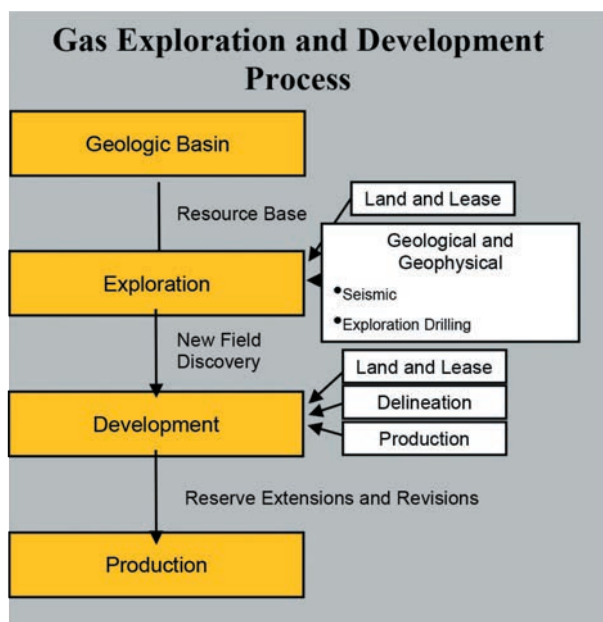 Gas Exploration and Development
Process
Geologic Basin
Resource Base
Land and Lease
Geological and
Geophysical
•Seismic
•Exploration Drilling
Exploration
New Field
Discovery
Land and Lease
Delineation
Production
Development
Reserve Extensions and Revisions
Production